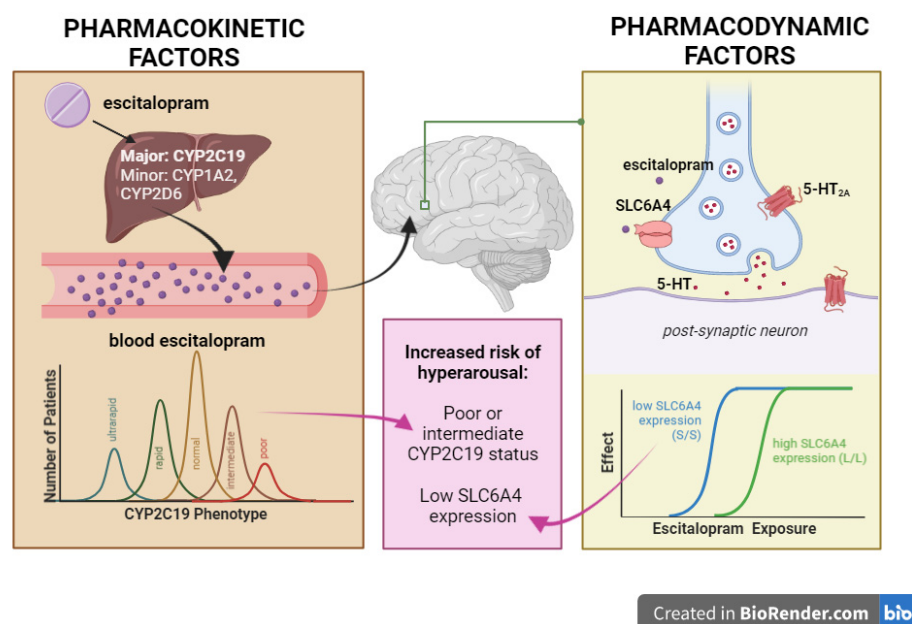 PHARMACOKINETIC
FACTORS
escitalopram
Major: CYP2C19
Minor: CYP1A2,
CYP2D6
blood escitalopram
Number of Patients
ultrarapid
rapid
normal
intermediate
poor
CYP2C19 Phenotype
Increased risk of
hyperarousal:
Poor or
intermediate
CYP2C19 status
Low SLC6A4
expression
PHARMACODYNAMIC
FACTORS
escitalopram
SLC6A4
5-HT2A
5-HT
post-synaptic neuron
Effect
low SLC6A4
expression
(S/S)
high SLC6A4
expression (L/L)
Escitalopram Exposure
Created in BioRender.com bio